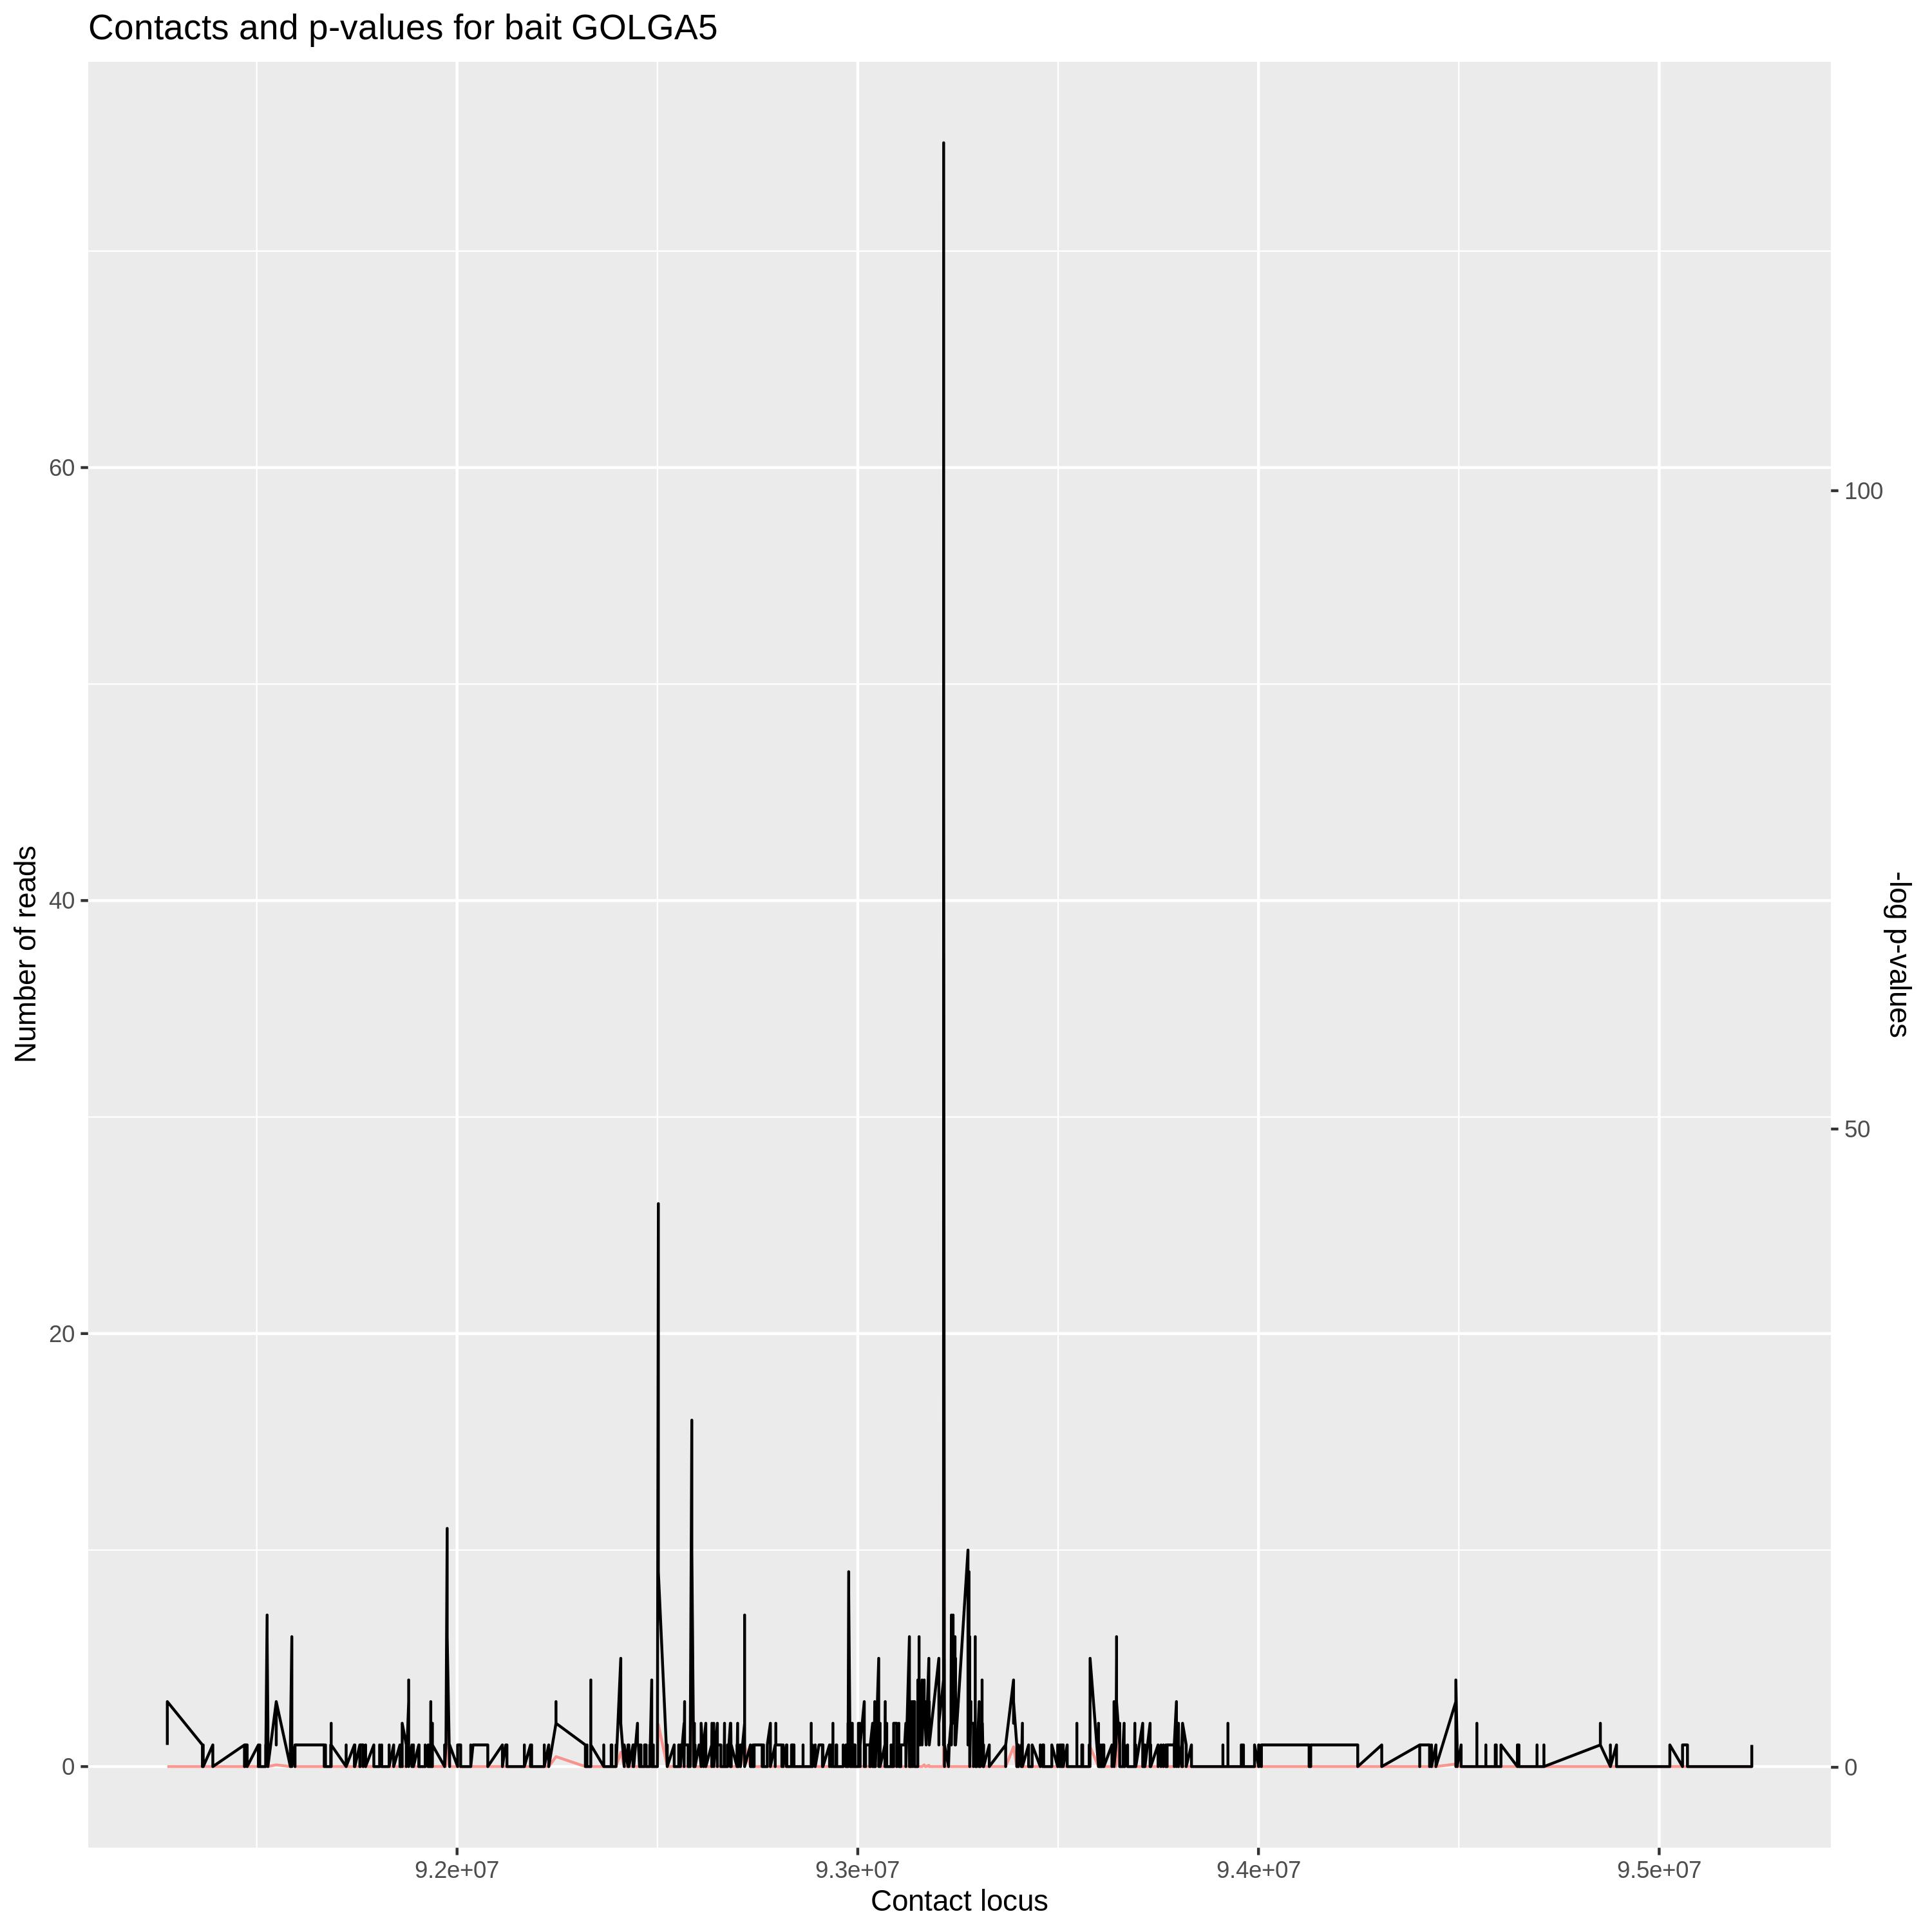 Contacts and p-values for bait GOLGA5
Number of reads
60
40
20
0
-log p-values
100
50
0
9.2e+07
9.3e+07
9.4e+07
9.5e+07
Contact locus